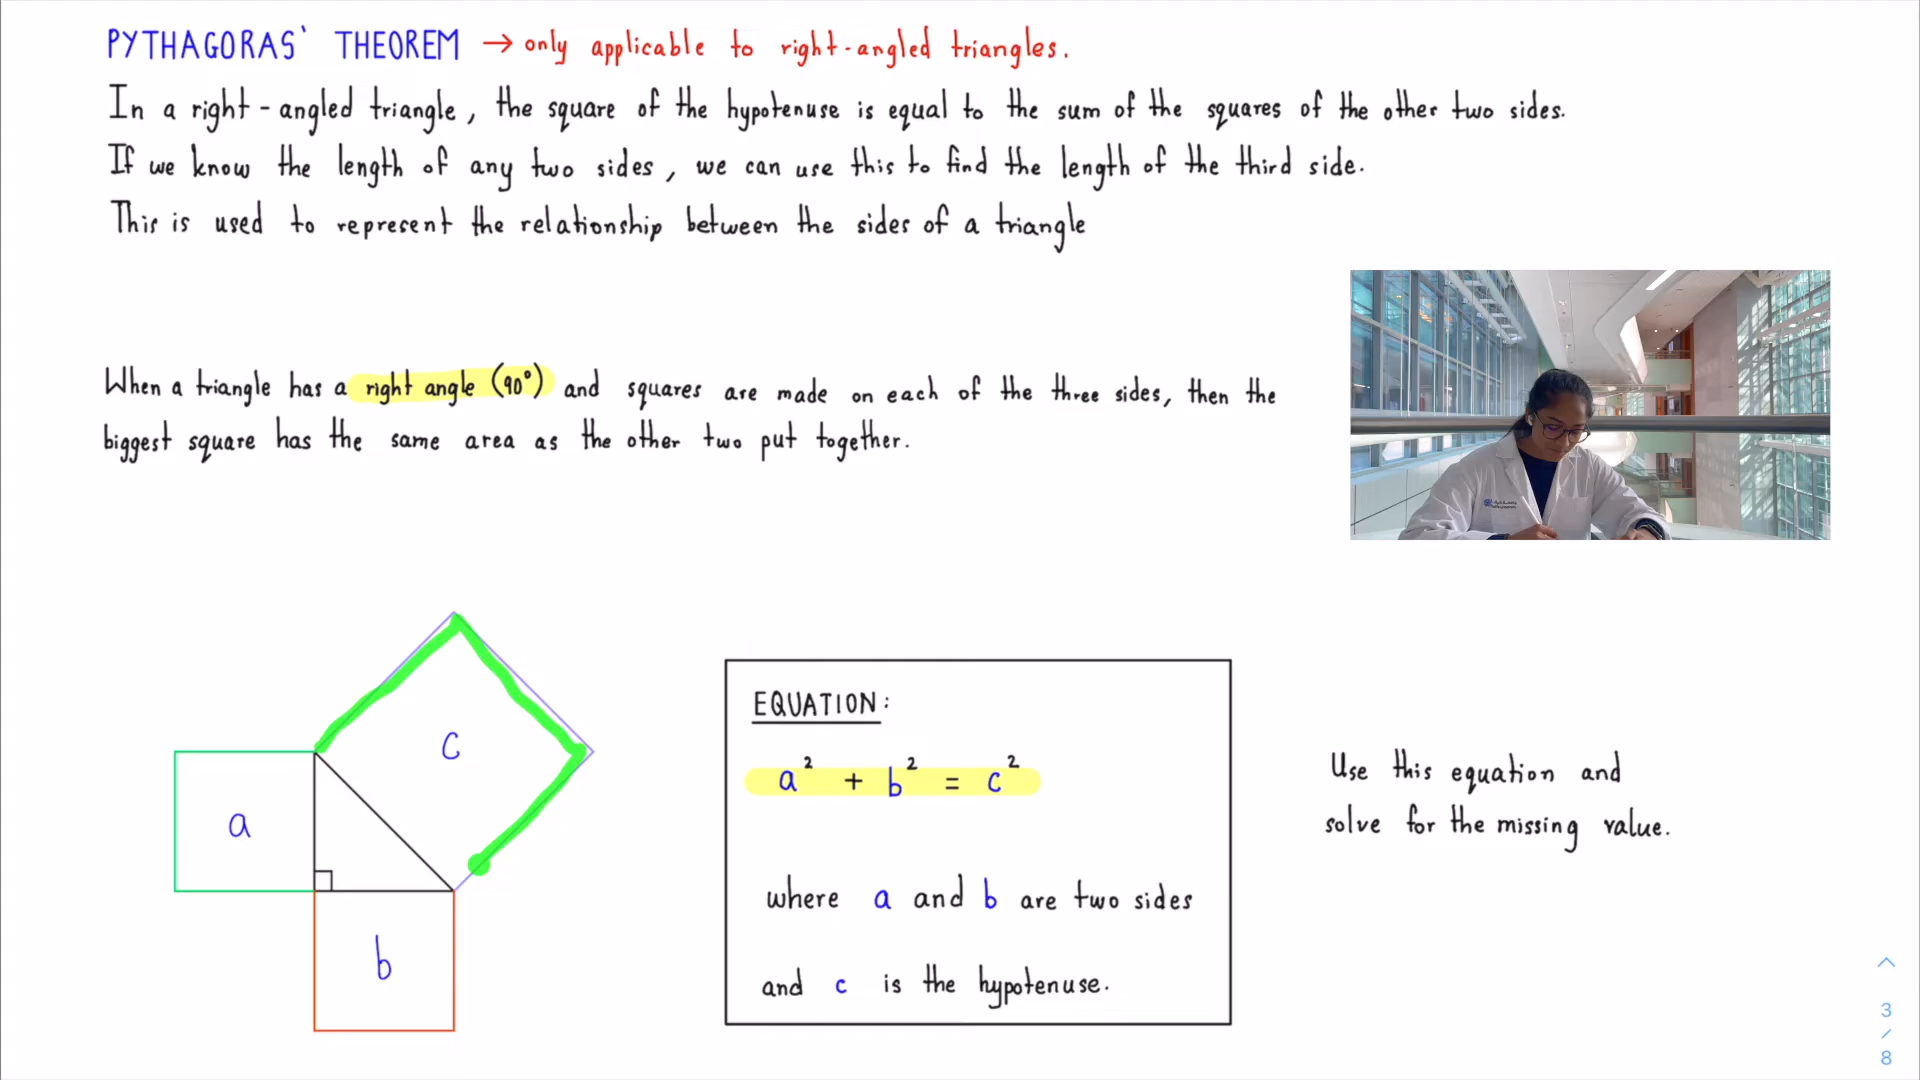 PYTHAGORAS' THEOREM → only applicable to right-angled triangles.
In a right-angled triangle, the square of the hypotenuse is equal to the sum of the squares of the other two sides.
If we know the length of any two sides, we can use this to find the length of the third side.
This is used to represent the relationship between the sides of a triangle
When a triangle has a right angle (90°) and squares are made on each of the three sides, then the
biggest square has the same area as the other two put together.
c
a
b
EQUATION:
a² + b² = c²
where a and b are two sides
and c is the hypotenuse.
Use this equation and
solve for the missing value.
3
/
8